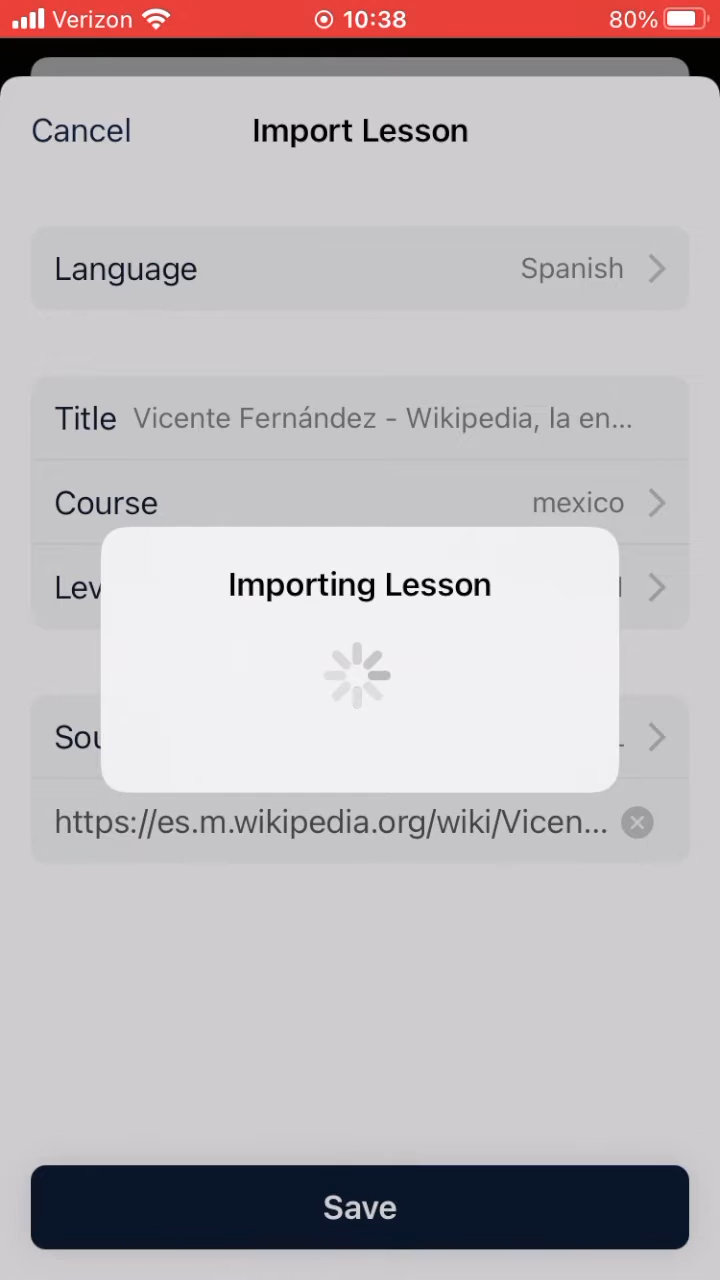 Verizon 10:38 80%
Cancel Import Lesson
Language Spanish
Title Vicente Fernández - Wikipedia, la en...
Course mexico
Importing Lesson
https://es.m.wikipedia.org/wiki/Vicen...
Save